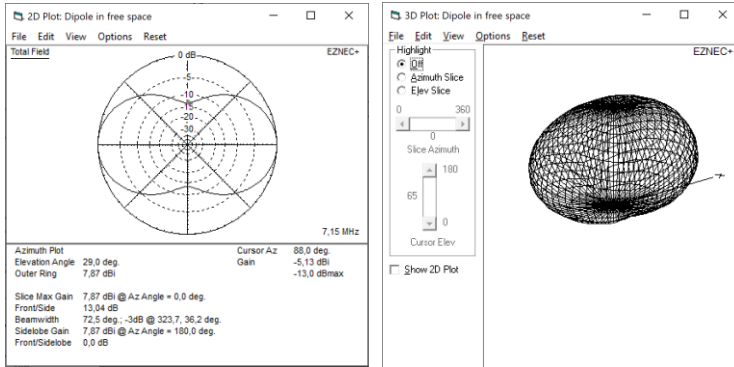 2D Plot: Dipole in free space
File Edit View Options Reset
Total Field
EZNEC+
0 dB
-5
-10
-15
-20
-30
7,15 MHz
Azimuth Plot
Elevation Angle 29,0 deg.
Outer Ring 7,87 dBi
Cursor Az 88,0 deg.
Gain -5,13 dBi
-13,0 dBmax
Slice Max Gain 7,87 dBi @ Az Angle = 0,0 deg.
Front/Side 13,04 dB
Beamwidth 72,5 deg.; -3dB @ 323,7, 36,2 deg.
Sidelobe Gain 7,87 dBi @ Az Angle = 180,0 deg.
Front/Sidelobe 0,0 dB
3D Plot: Dipole in free space
File Edit View Options Reset
EZNEC+
Highlight
Off
Azimuth Slice
Elev Slice
0 360
0
Slice Azimuth
180
65
0
Cursor Elev
Show 2D Plot